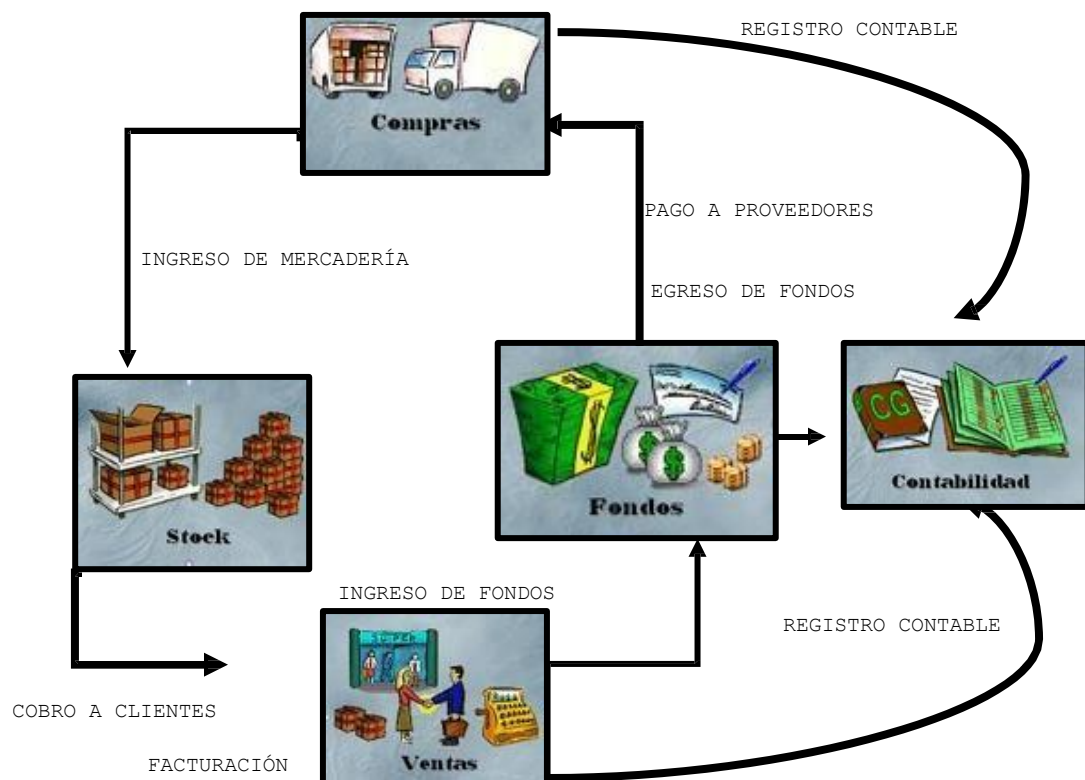 REGISTRO CONTABLE
Compras
PAGO A PROVEEDORES
INGRESO DE MERCADERÍA
EGRESO DE FONDOS
CG
Fondos
Contabilidad
Stock
INGRESO DE FONDOS
REGISTRO CONTABLE
SUPER
COBRO A CLIENTES
FACTURACIÓN
Ventas